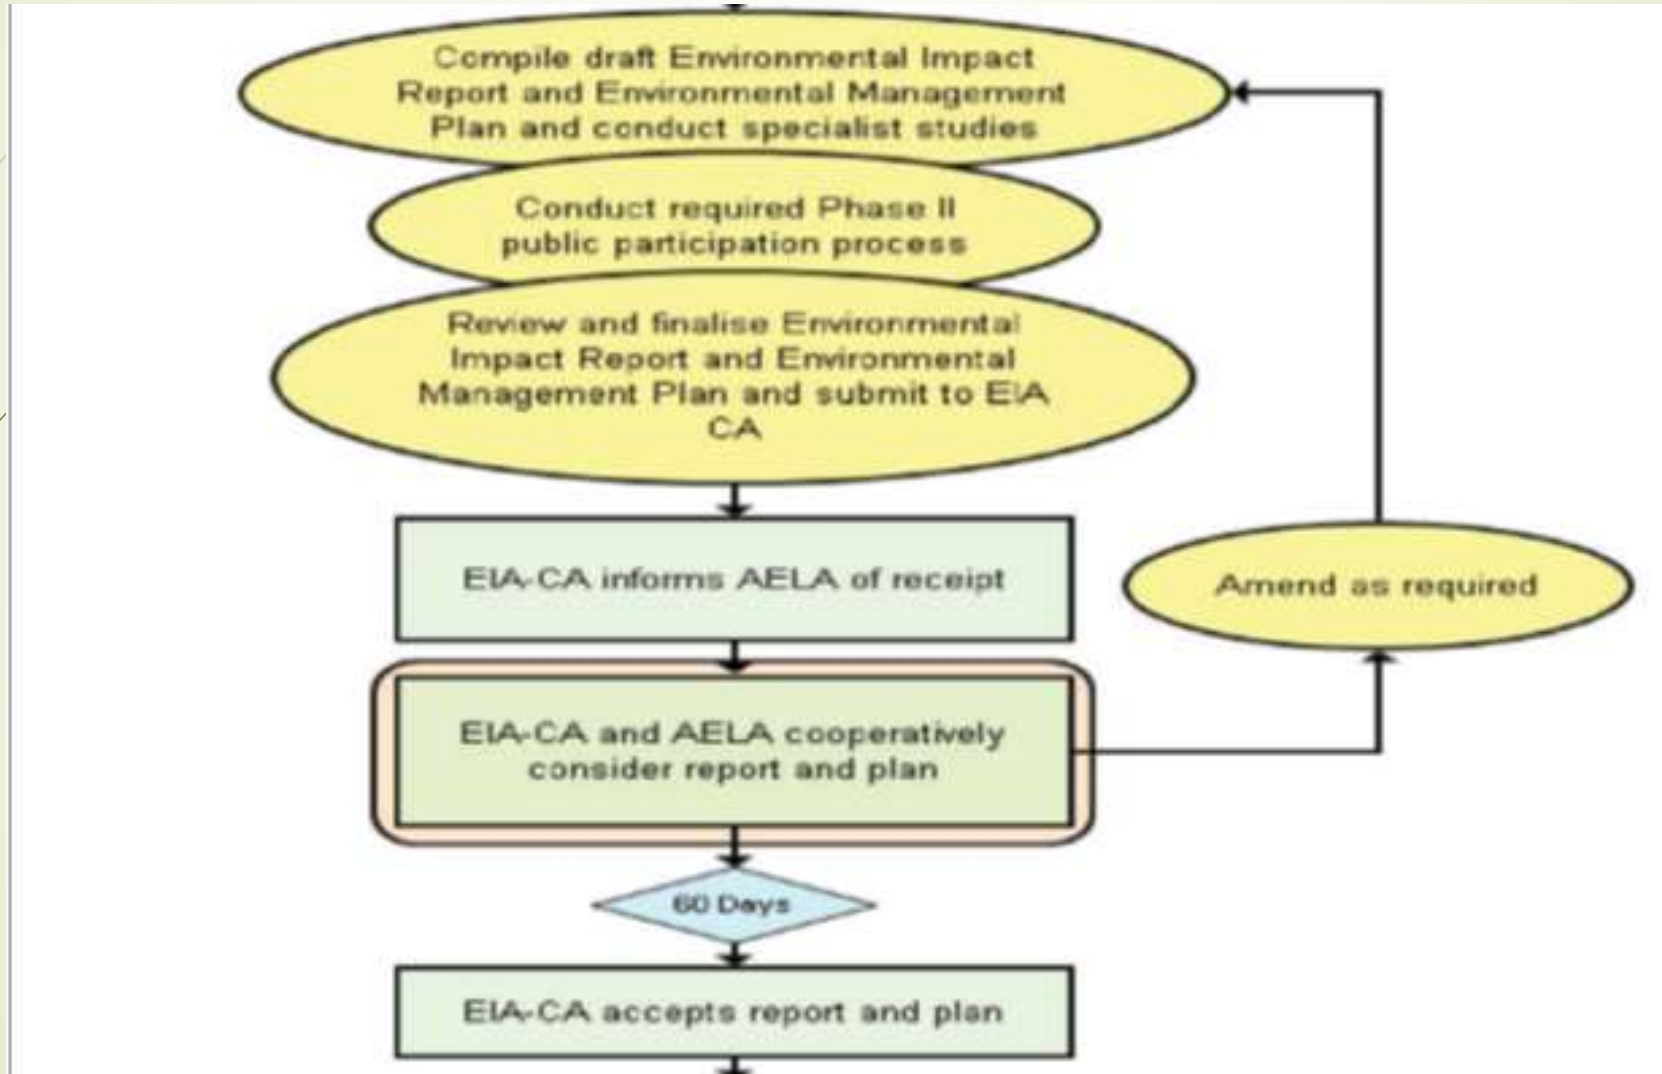 Compile draft Environmental Impact
Report and Environmental Management
Plan and conduct specialist studies
Conduct required Phase II
public participation process
Review and finalise Environmental
Impact Report and Environmental
Management Plan and submit to EIA
CA
EIA-CA informs AELA of receipt
Amend as required
EIA-CA and AELA cooperatively
consider report and plan
60 Days
EIA-CA accepts report and plan